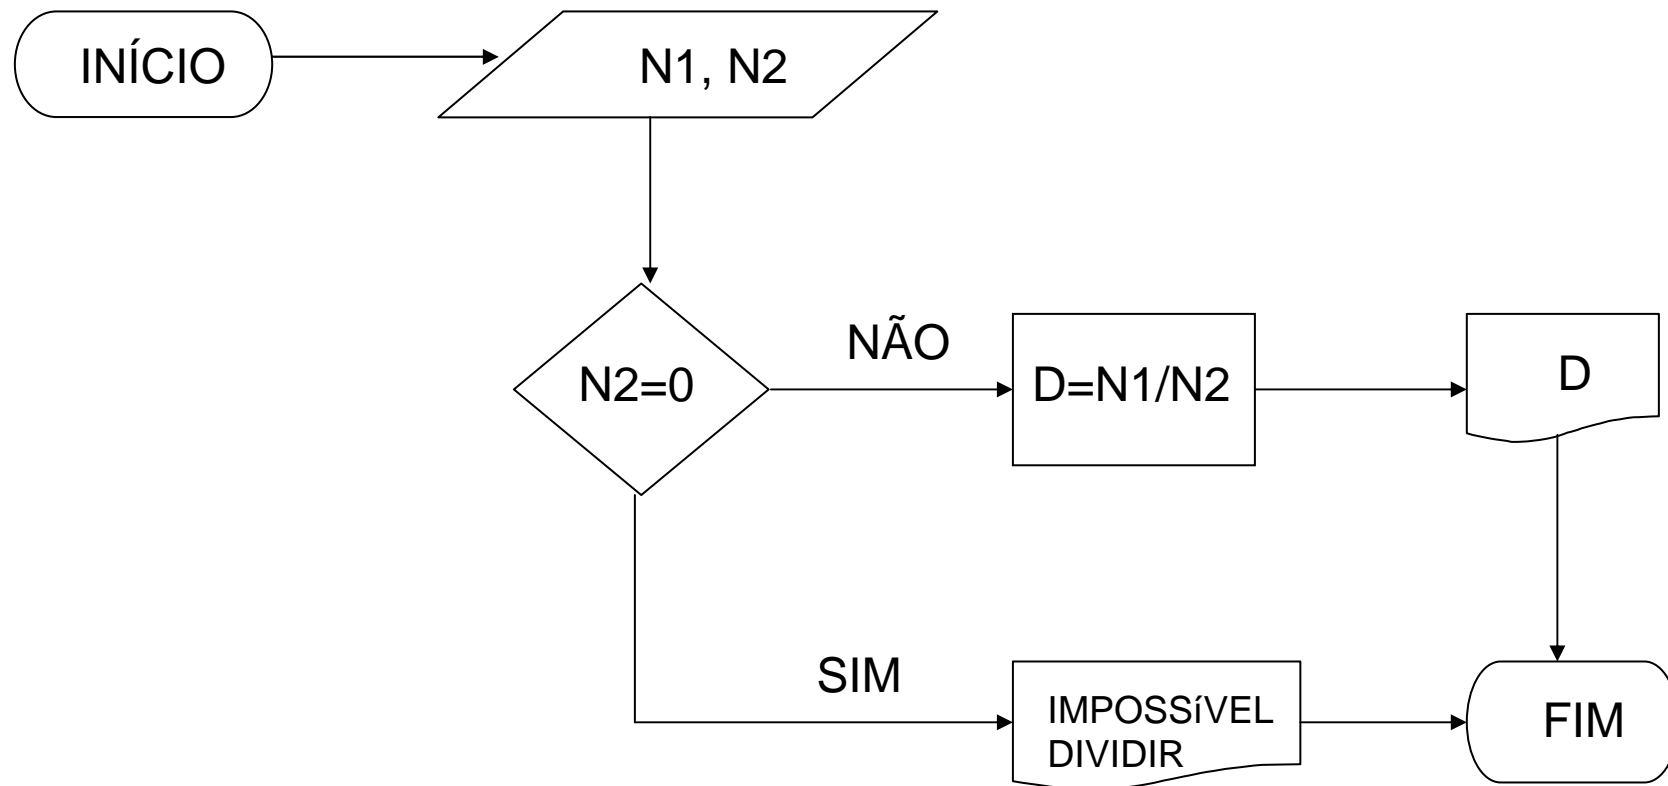 INÍCIO
N1, N2
N2=0
NÃO
D=N1/N2
D
SIM
IMPOSSíVEL
DIVIDIR
FIM